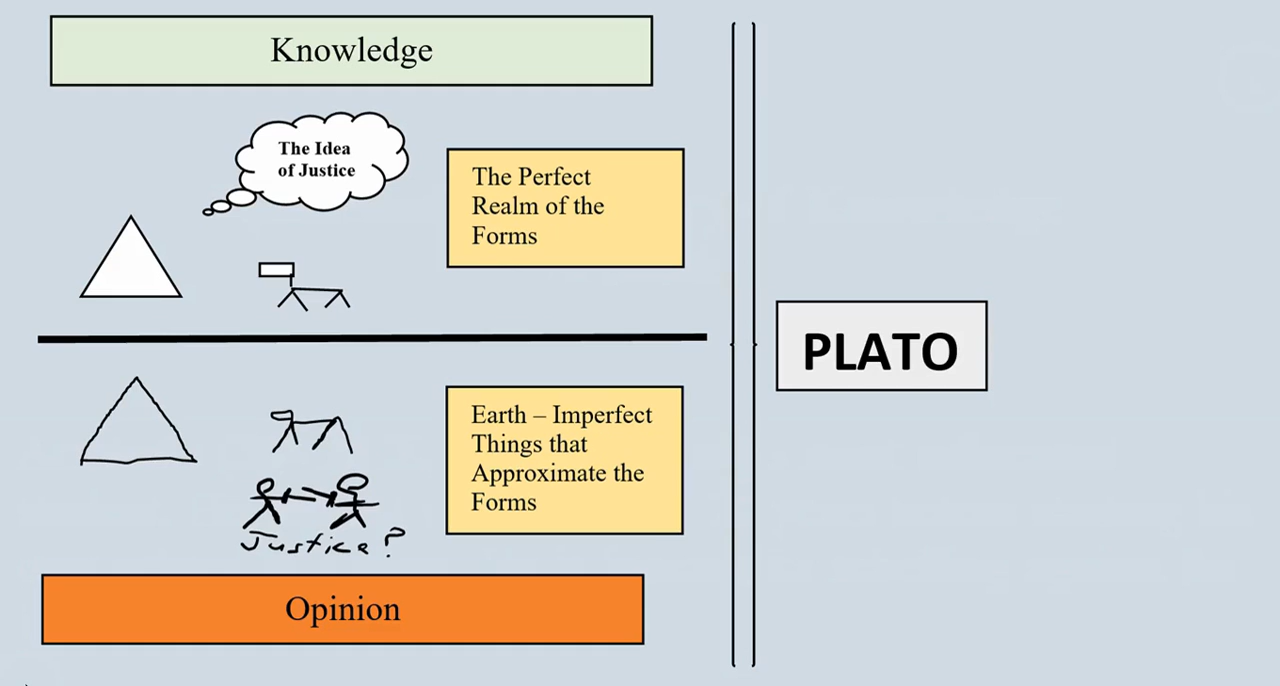 Knowledge
The Idea
of Justice
The Perfect
Realm of the
Forms
PLATO
Earth – Imperfect
Things that
Approximate the
Forms
Justice?
Opinion